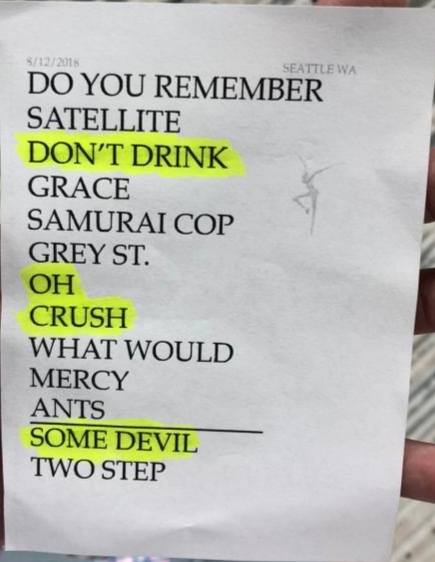 8/12/2018 SEATTLE WA
DO YOU REMEMBER
SATELLITE
DON'T DRINK
GRACE
SAMURAI COP
GREY ST.
OH
CRUSH
WHAT WOULD
MERCY
ANTS
SOME DEVIL
TWO STEP